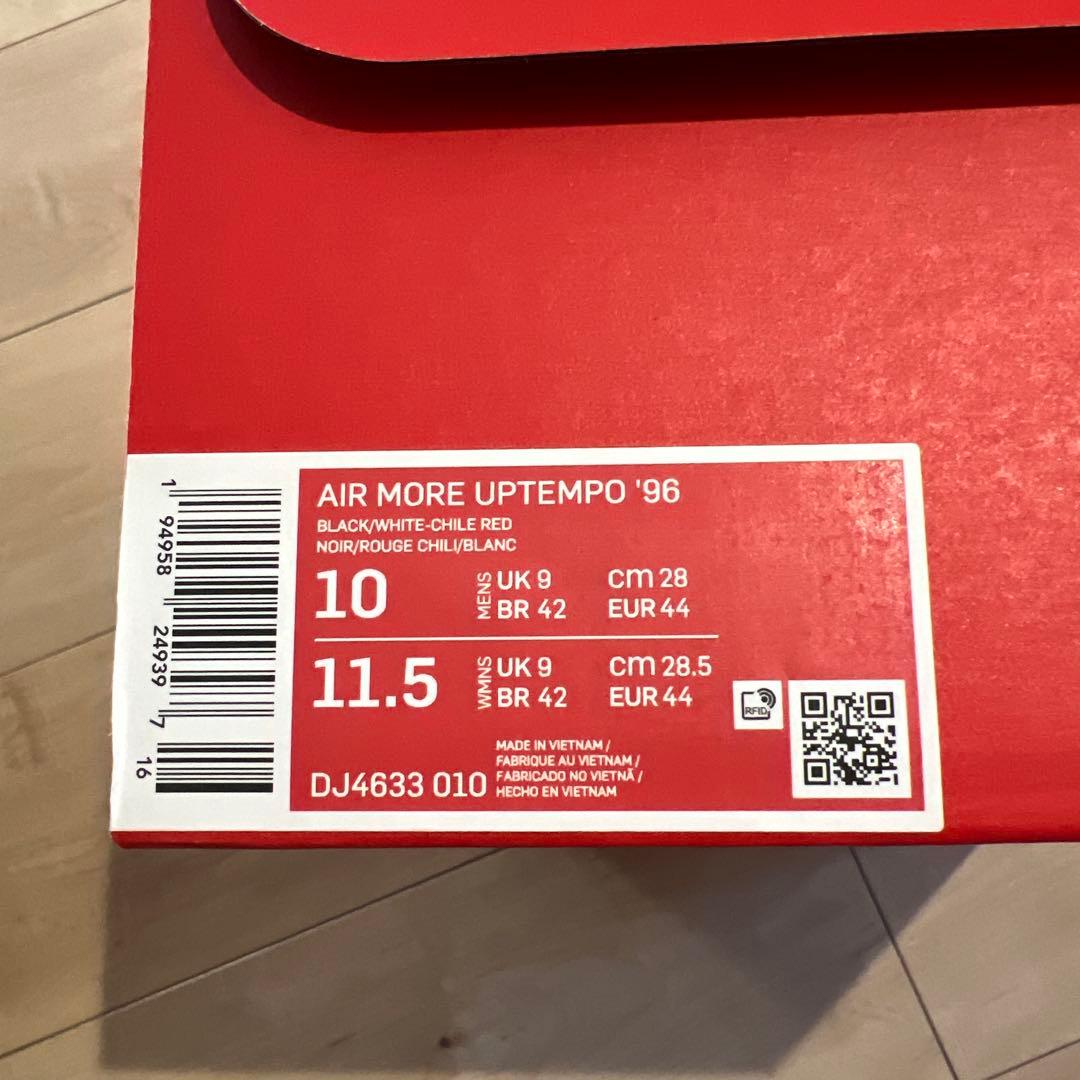 AIR MORE UPTEMPO '96
BLACK/WHITE-CHILE RED
NOIR/ROUGE CHILI/BLANC
10 MENS UK 9 CM 28
BR 42 EUR 44
11.5 WMNS UK 9 CM 28.5
BR 42 EUR 44
RFID
DJ4633 010
MADE IN VIETNAM /
FABRIQUE AU VIETNAM /
FABRICADO NO VIETNÃ /
HECHO EN VIETNAM
1 94958 24939 7
16